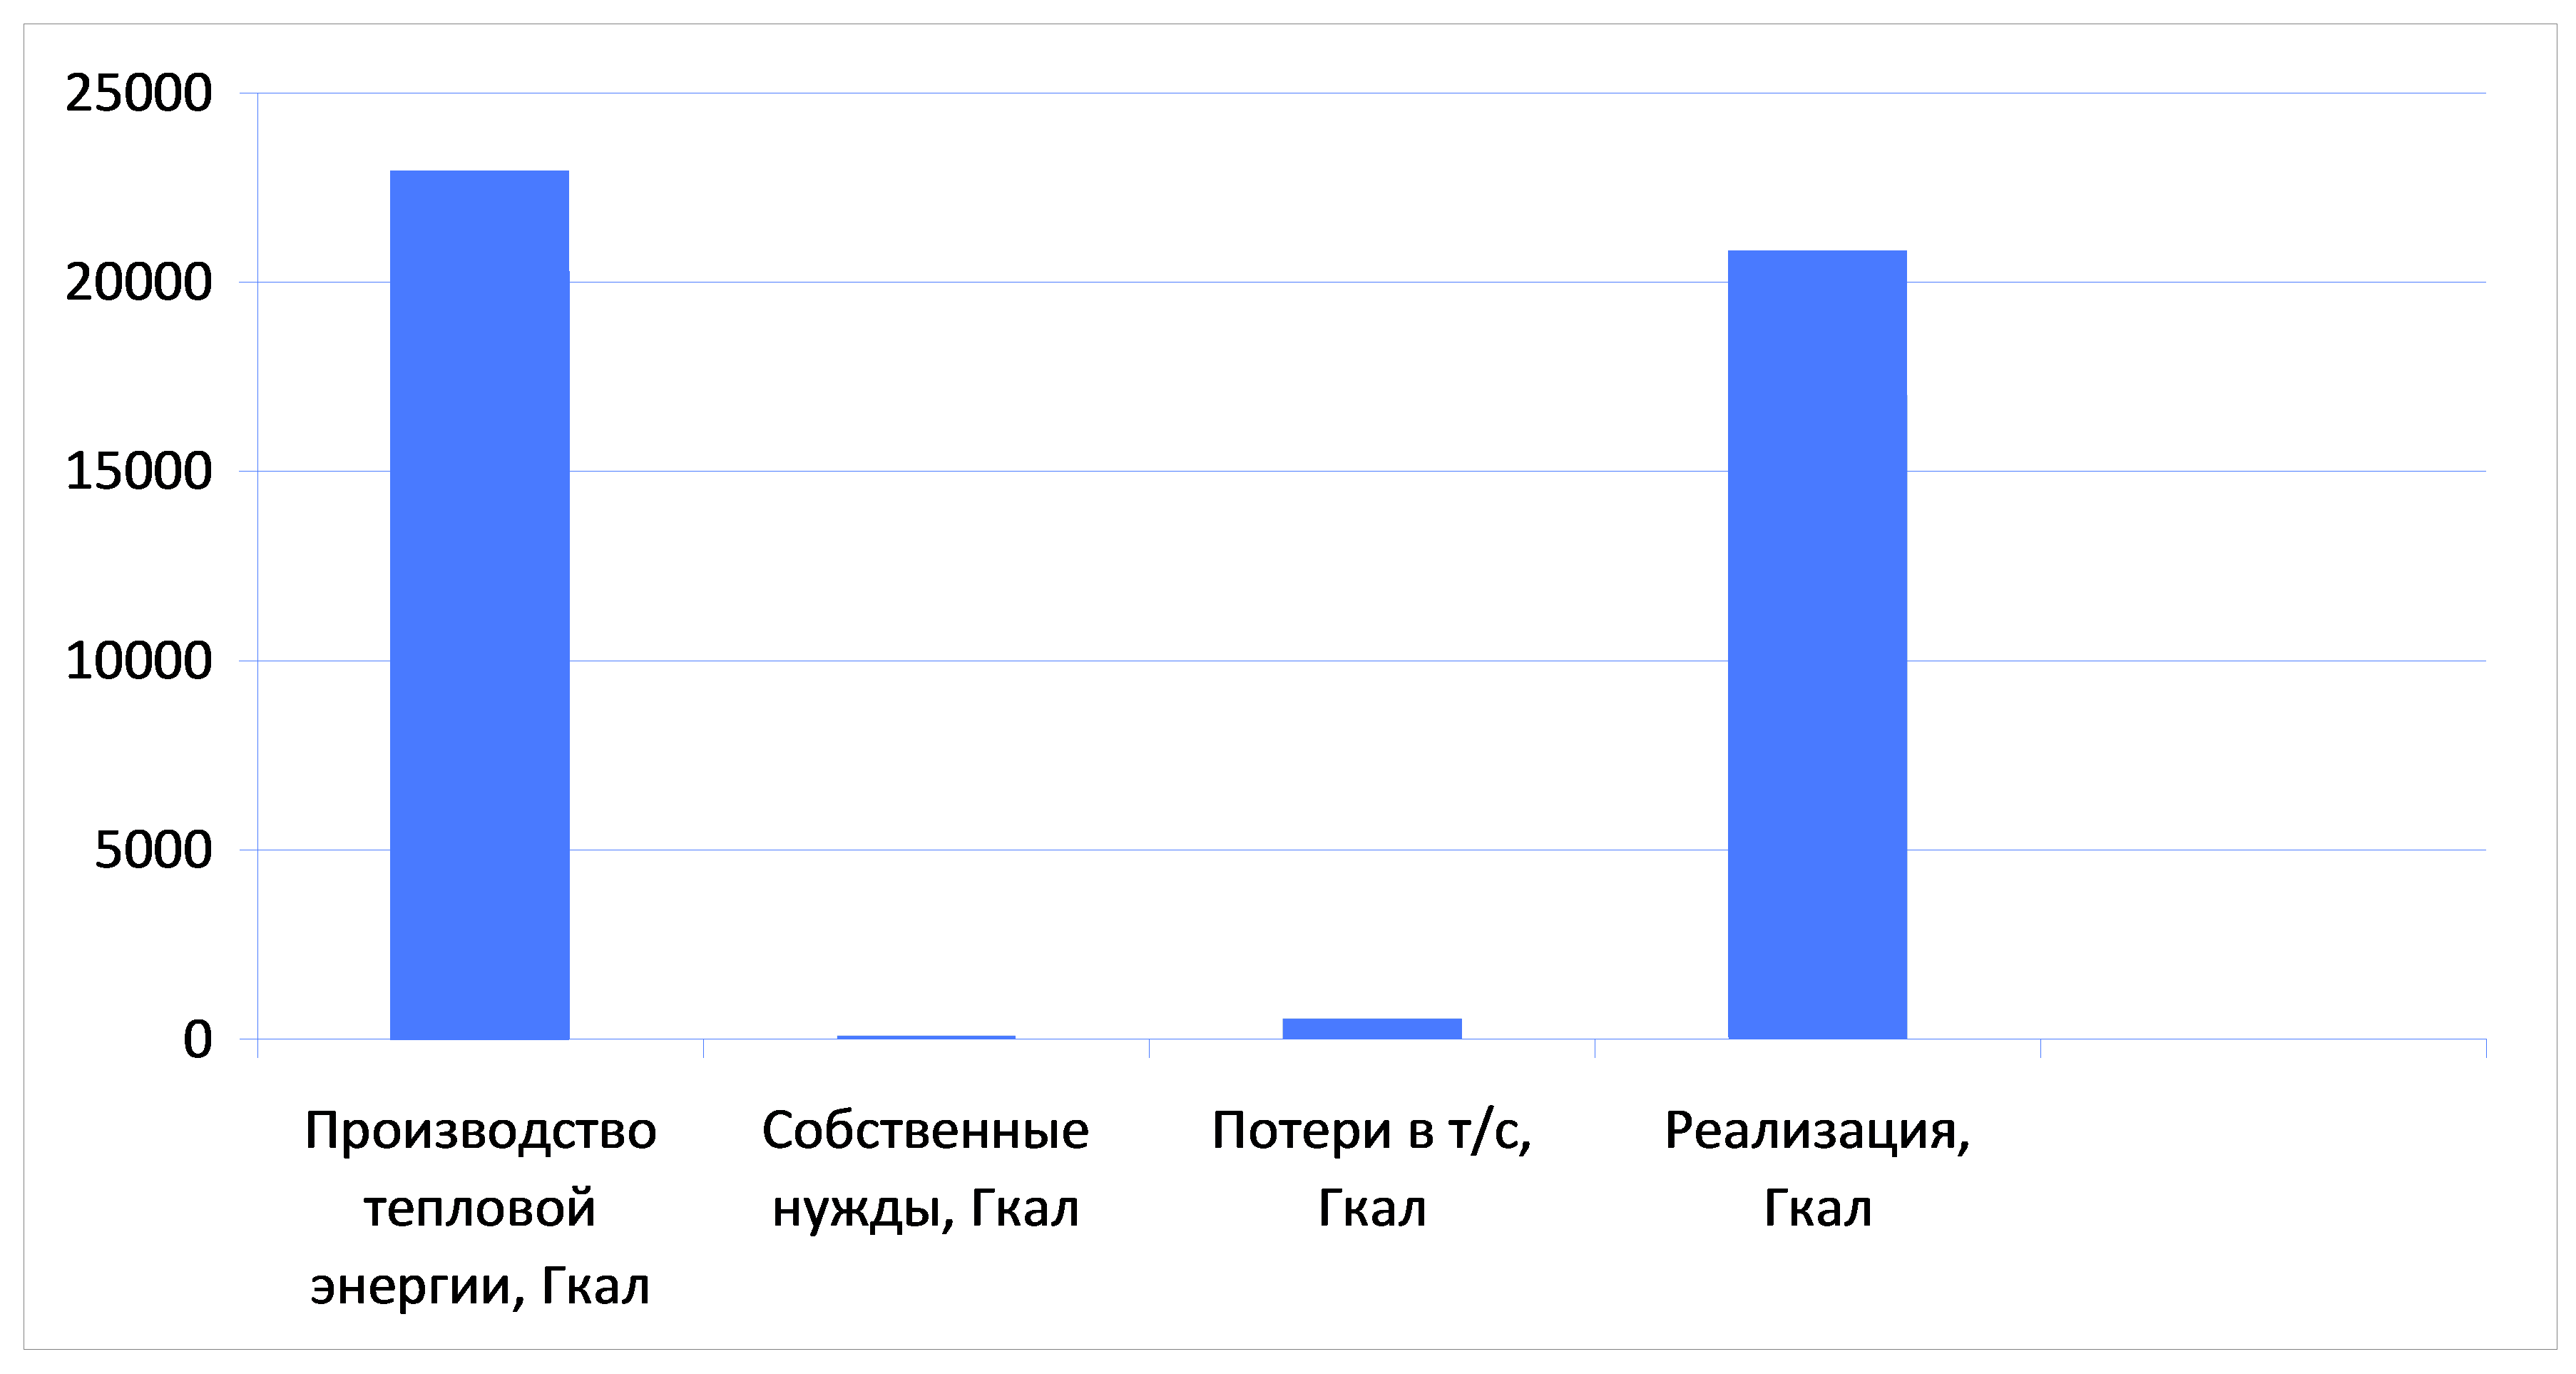 25000
20000
15000
10000
5000
0
Производство
тепловой
энергии, Гкал
Собственные
нужды, Гкал
Потери в т/с,
Гкал
Реализация,
Гкал